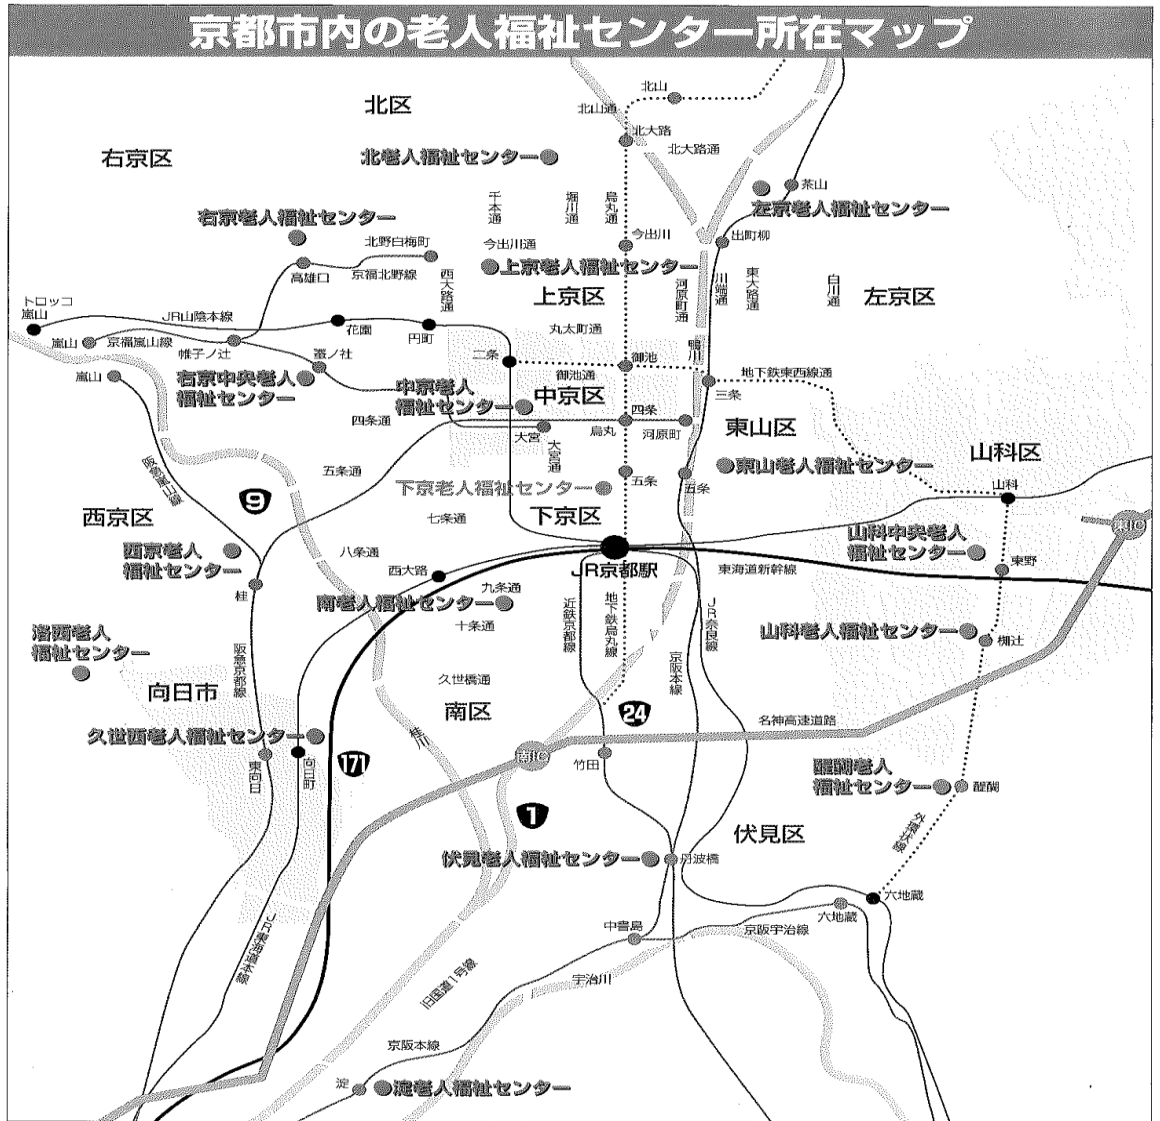 京都市内の老人福祉センター所在マップ
北区
右京区
北山
北山通
北大路
北大路通
北老人福祉センター
茶山
左京老人福祉センター
千本通
堀川通
烏丸通
右京老人福祉センター
北野白梅町
今出川通
今出川
出町柳
高雄口
京福北野線
西大路通
上京老人福祉センター
上京区
河原町通
川端通
東大路通
白川通
左京区
トロッコ
嵐山
JR山陰本線
花園
円町
丸太町通
嵐山
京福嵐山線
帷子ノ辻
蚕ノ社
二条
御池
御池通
鴨川
地下鉄東西線通
嵐山
右京中央老人
福祉センター
中京老人
福祉センター
中京区
三条
四条通
四条
大宮
大宮通
烏丸
河原町
東山区
山科区
阪急嵐山線
五条通
東山老人福祉センター
五条
五条
山科
下京老人福祉センター
9
西京区
七条通
下京区
東IC
西京老人
福祉センター
山科中央老人
福祉センター
八条通
JR京都駅
東海道新幹線
東野
桂
西大路
九条通
南老人福祉センター
十条通
近鉄京都線
地下鉄烏丸線
JR奈良線
京阪本線
山科老人福祉センター
椥辻
洛西老人
福祉センター
阪急京都線
向日市
久世橋通
南区
24
名神高速道路
久世西老人福祉センター
桂川
171
南IC
竹田
東向日
向日町
醍醐老人
福祉センター
醍醐
1
伏見区
外環状線
伏見老人福祉センター
丹波橋
六地蔵
六地蔵
中書島
京阪宇治線
JR東海道本線
旧国道1号線
宇治川
京阪本線
淀
淀老人福祉センター